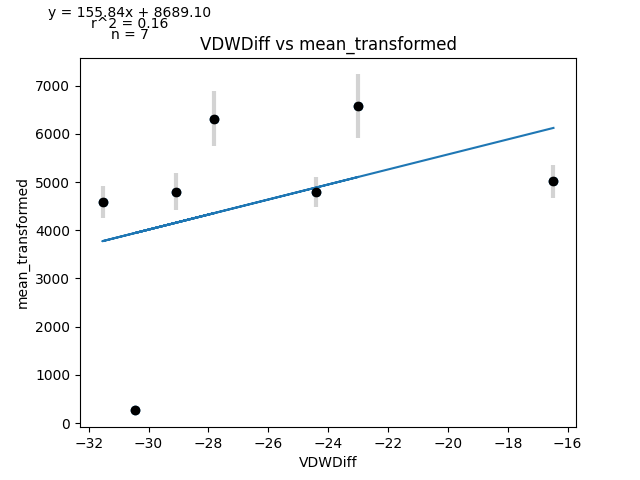 y = 155.84x + 8689.10
r^2 = 0.16
n = 7
VDWDiff vs mean_transformed
7000
6000
5000
4000
3000
2000
1000
0
mean_transformed
−32 −30 −28 −26 −24 −22 −20 −18 −16
VDWDiff